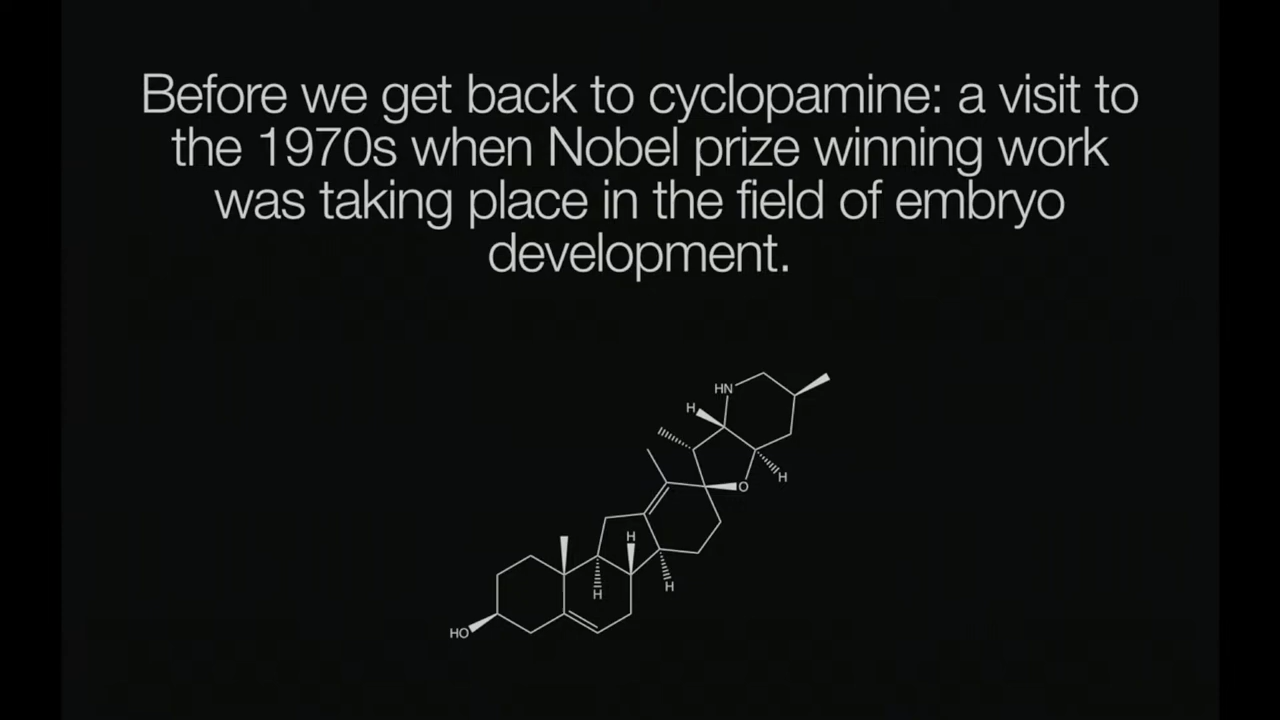 Before we get back to cyclopamine: a visit to
the 1970s when Nobel prize winning work
was taking place in the field of embryo
development.
HN
H
H
O
H
H
H
HO